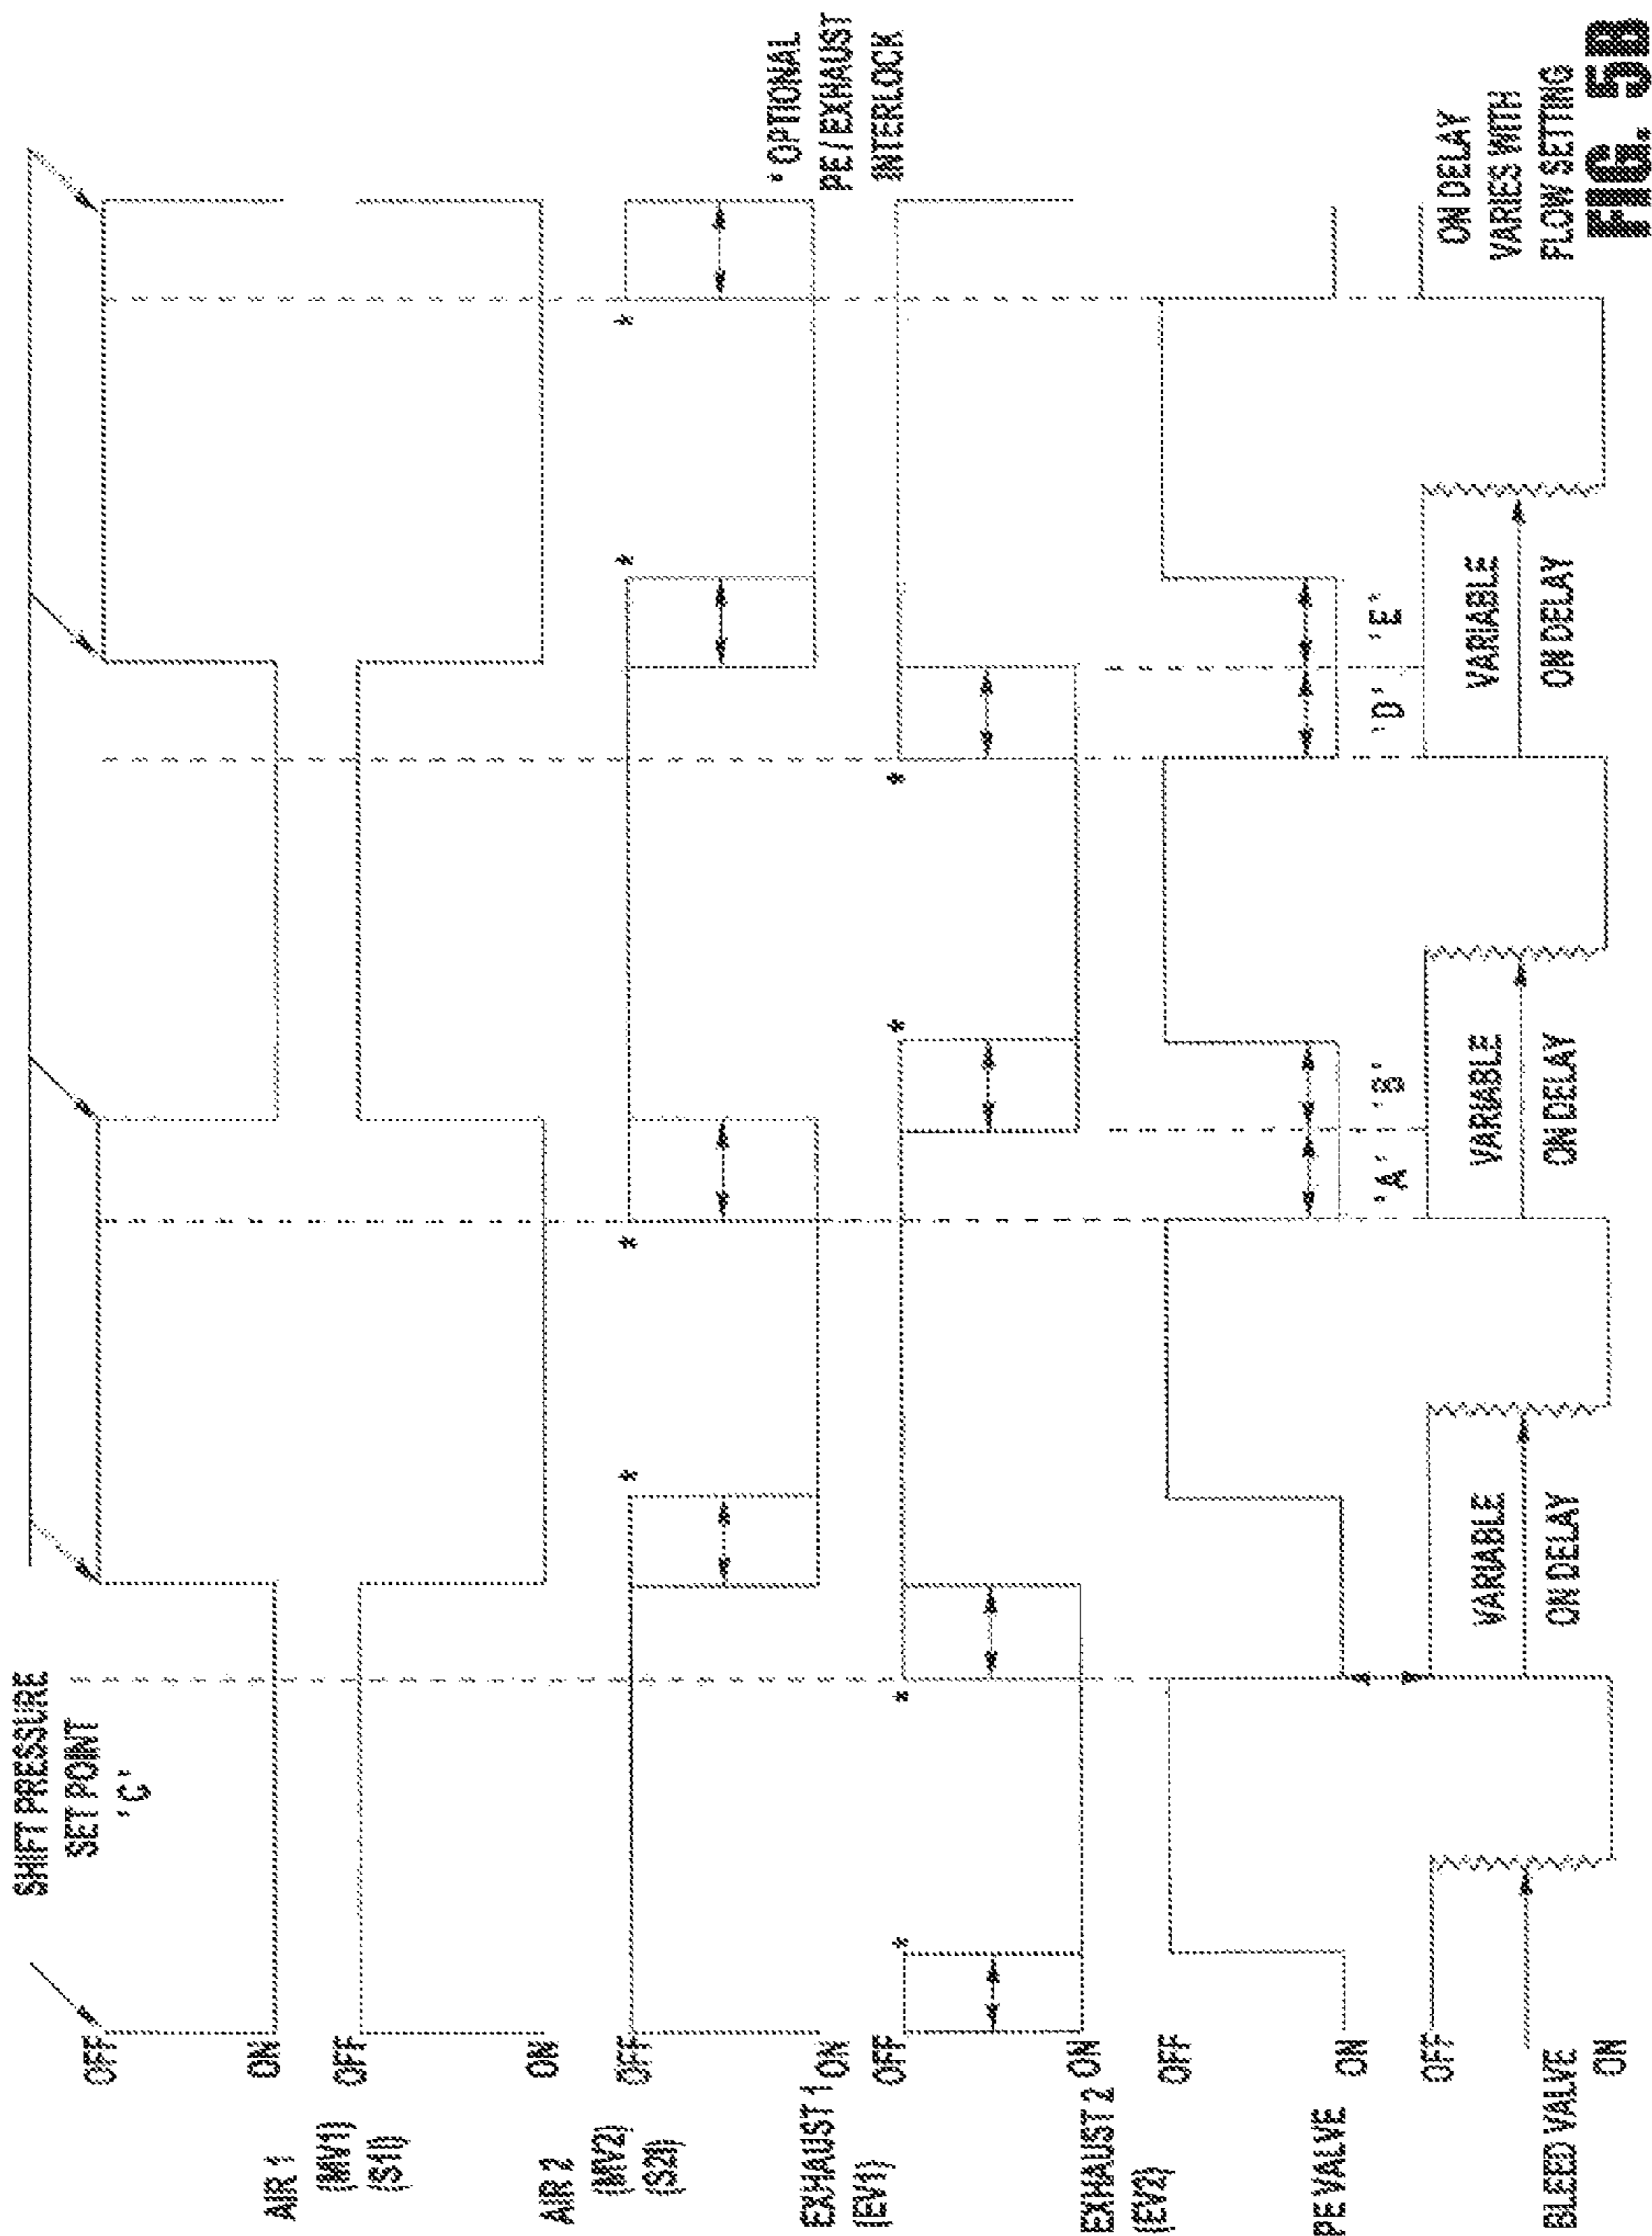 SHIFT PRESSURE
SET POINT
'C'
OFF
ON
AIR 1
(MV1)
(S1I)
OFF
ON
AIR 2
(MV2)
(S2I)
OFF
ON
EXHAUST 1
(EV1)
* * * *
*OPTIONAL
PE / EXHAUST
INTERLOCK
OFF
ON
EXHAUST 2
(EV2)
* * * *
OFF
ON
PE VALVE
'A' 'B' 'D' 'E'
OFF
ON
BLEED VALVE
VARIABLE
ON DELAY
VARIABLE
ON DELAY
VARIABLE
ON DELAY
ON DELAY
VARIES WITH
FLOW SETTING
FIG. 5B